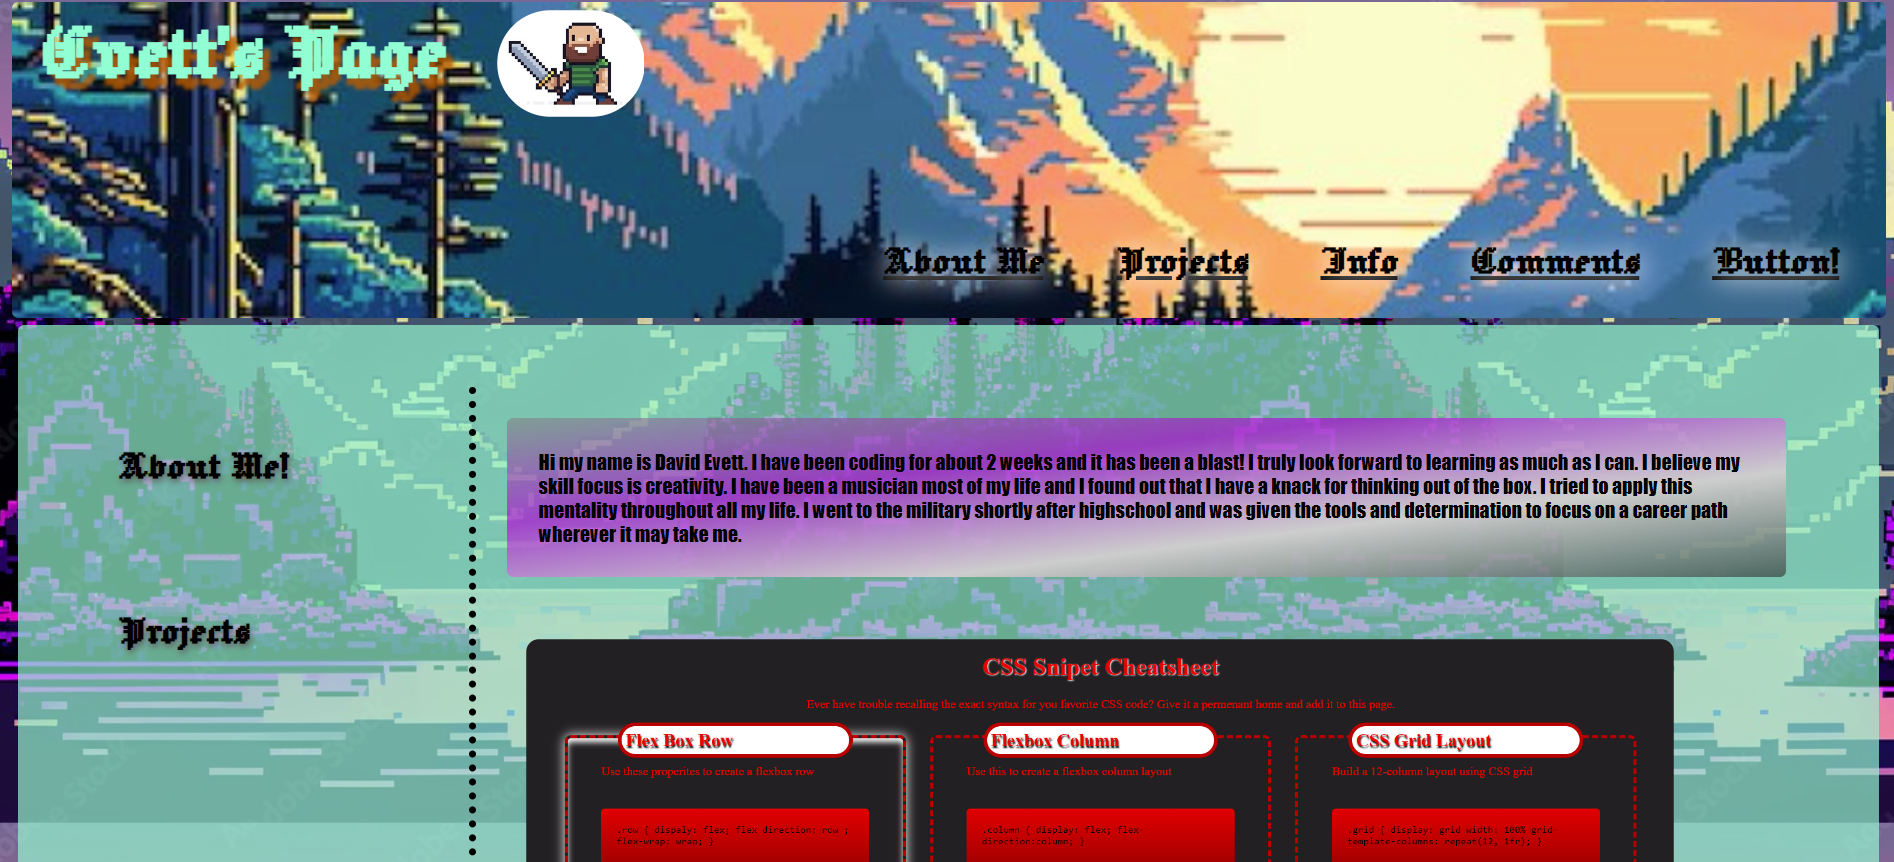 Evett's Page
About Me Projects Info Comments Button!
About Me!
Hi my name is David Evett. I have been coding for about 2 weeks and it has been a blast! I truly look forward to learning as much as I can. I believe my
skill focus is creativity. I have been a musician most of my life and I found out that I have a knack for thinking out of the box. I tried to apply this
mentality throughout all my life. I went to the military shortly after highschool and was given the tools and determination to focus on a career path
wherever it may take me.
Projects
CSS Snipet Cheatsheet
Ever have trouble recalling the exact syntax for you favorite CSS code? Give it a permenant home and add it to this page.
Flex Box Row
Use these properites to create a flexbox row
.row { dispaly: flex; flex direction: row ;
flex-wrap: wrap; }
Flexbox Column
Use this to create a flexbox column layout
.column { display: flex; flex-
direction:column; }
CSS Grid Layout
Build a 12-column layout using CSS grid
.grid { display: grid width: 100% grid-
template-columns: repeat(12, 1fr); }